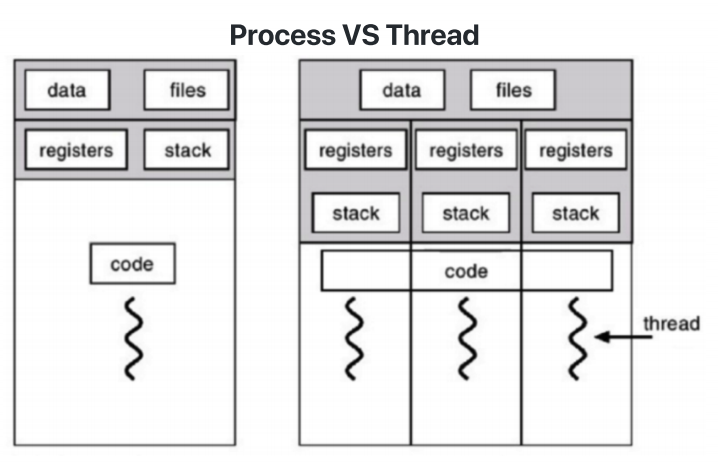 Process VS Thread
data files
registers stack
code
data files
registers registers registers
stack stack stack
code
thread